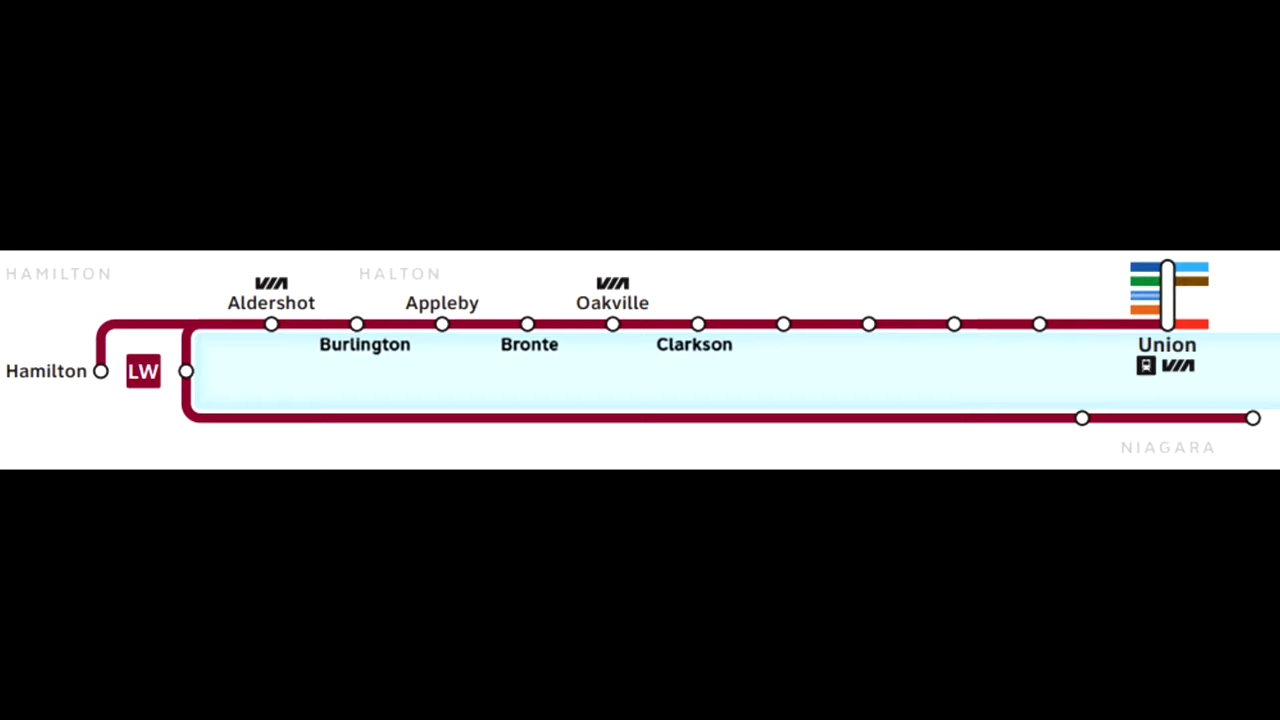 HAMILTON
HALTON
VIA
VIA
Aldershot
Appleby
Oakville
Burlington
Bronte
Clarkson
Union
VIA
Hamilton
LW
NIAGARA